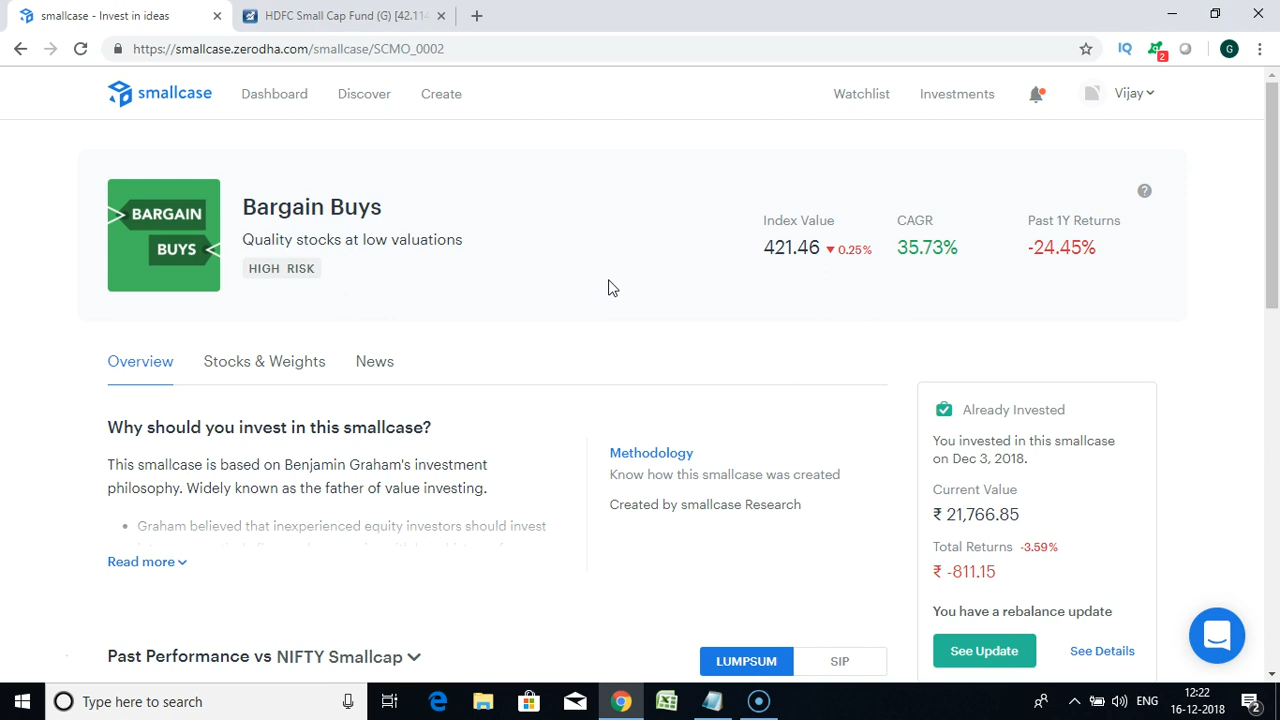 smallcase - Invest in ideas
HDFC Small Cap Fund (G) [42.114
https://smallcase.zerodha.com/smallcase/SCMO_0002
IQ
2
G
smallcase
Dashboard
Discover
Create
Watchlist
Investments
Vijay
BARGAIN
BUYS
Bargain Buys
Quality stocks at low valuations
HIGH RISK
?
Index Value
CAGR
Past 1Y Returns
421.46 ▼ 0.25%
35.73%
-24.45%
Overview
Stocks & Weights
News
Why should you invest in this smallcase?
This smallcase is based on Benjamin Graham's investment
philosophy. Widely known as the father of value investing.
• Graham believed that inexperienced equity investors should invest
Read more
Methodology
Know how this smallcase was created
Created by smallcase Research
Already Invested
You invested in this smallcase
on Dec 3, 2018.
Current Value
₹ 21,766.85
Total Returns -3.59%
₹ -811.15
You have a rebalance update
See Update
See Details
Past Performance vs NIFTY Smallcap
LUMPSUM
SIP
Type here to search
ENG
12:22
16-12-2018
2